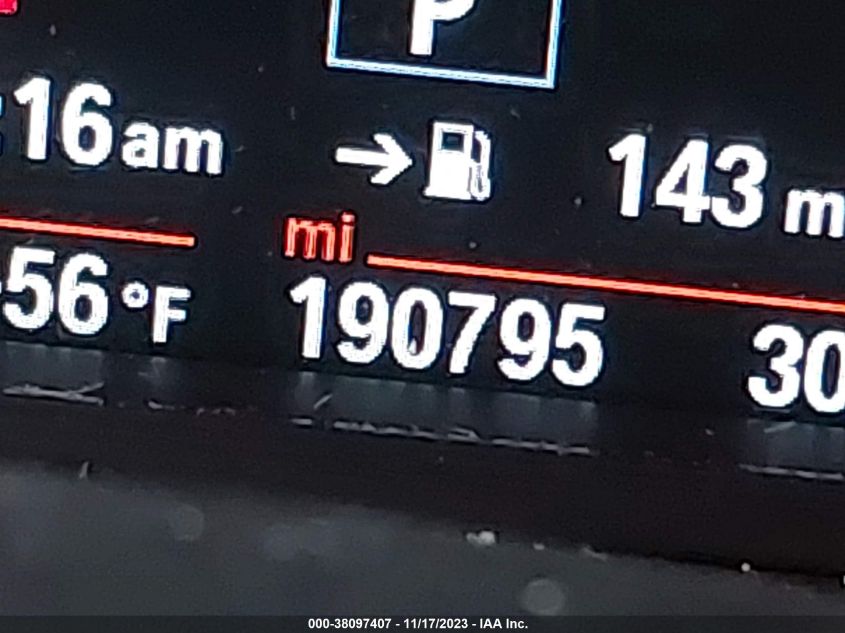 P
:16am → 143 m
mi
-56 °F 190795 30
000-38097407 - 11/17/2023 - IAA Inc.